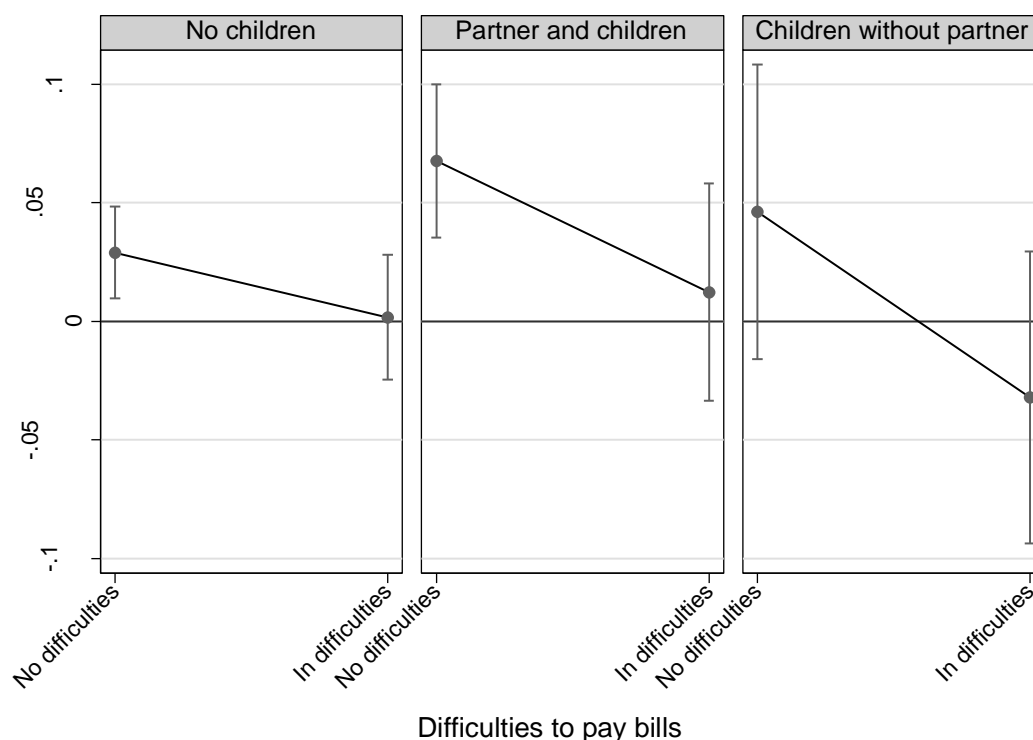 No children
Partner and children
Children without partner
.1
.05
0
-.05
-.1
No difficulties
In difficulties
No difficulties
In difficulties
No difficulties
In difficulties
Difficulties to pay bills